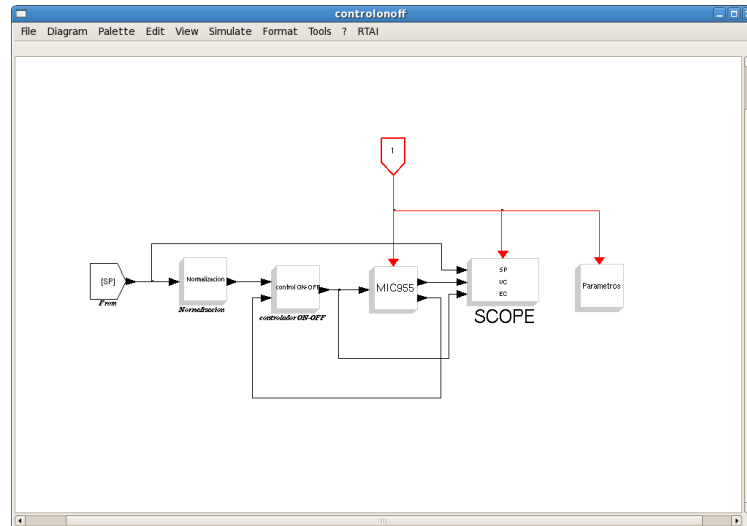 controlonoff
File Diagram Palette Edit View Simulate Format Tools ? RTAI
1
[SP]
From
Normalizacion
Normalizacion
control ON-OFF
controlador ON-OFF
MIC955
SP
VC
EC
SCOPE
Parametros